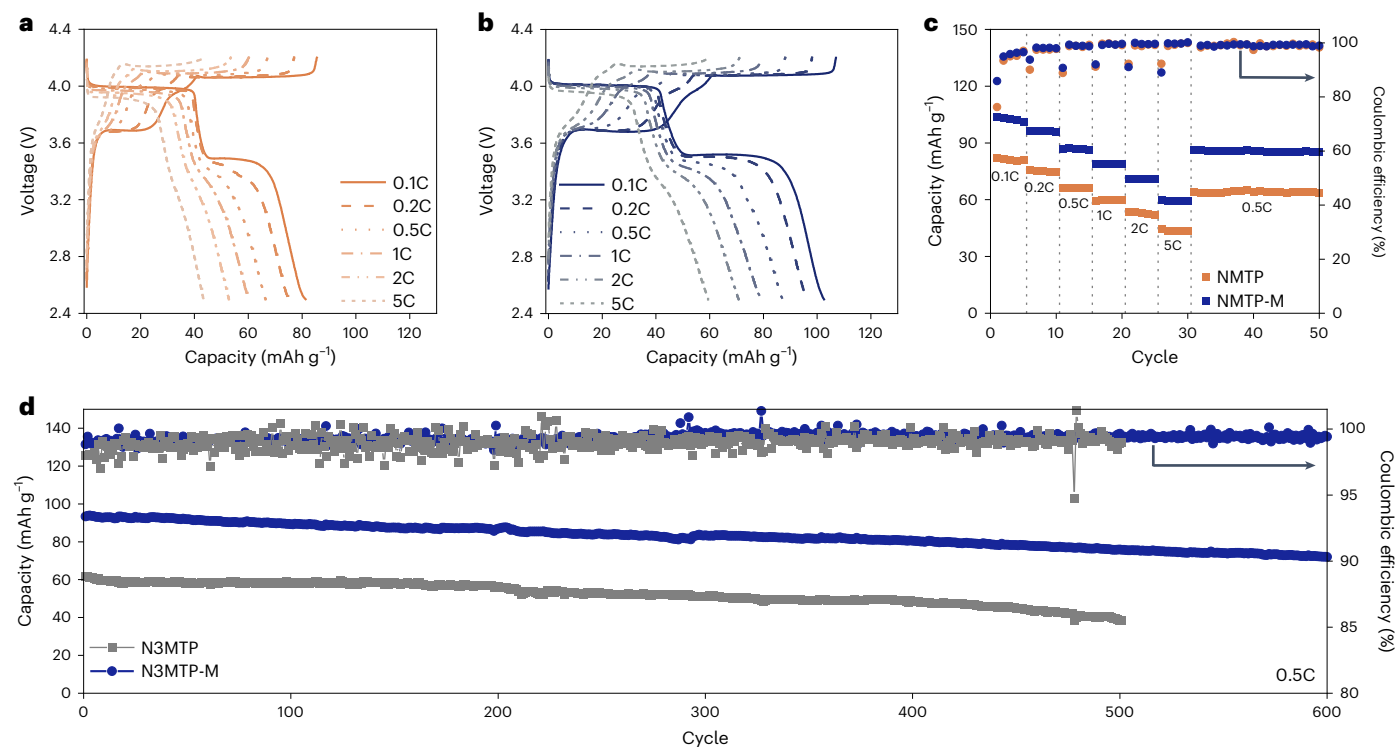 a
4.4
4.0
3.6
3.2
2.8
2.4
Voltage (V)
0
20
40
60
80
100
120
Capacity (mAh g⁻¹)
0.1C
0.2C
0.5C
1C
2C
5C
b
4.4
4.0
3.6
3.2
2.8
2.4
Voltage (V)
0
20
40
60
80
100
120
Capacity (mAh g⁻¹)
0.1C
0.2C
0.5C
1C
2C
5C
c
150
120
90
60
30
0
Capacity (mAh g⁻¹)
0
10
20
30
40
50
Cycle
100
80
60
40
20
0
Coulombic efficiency (%)
0.1C
0.2C
0.5C
1C
2C
5C
0.5C
NMTP
NMTP-M
d
140
120
100
80
60
40
20
0
Capacity (mAh g⁻¹)
0
100
200
300
400
500
600
Cycle
100
95
90
85
80
Coulombic efficiency (%)
N3MTP
N3MTP-M
0.5C